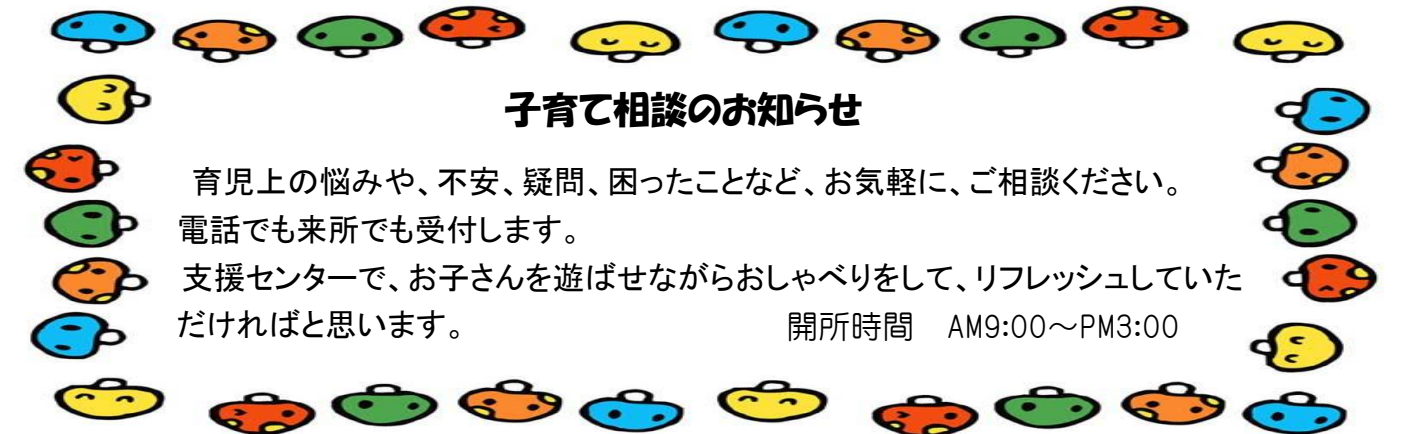 子育て相談のお知らせ
育児上の悩みや、不安、疑問、困ったことなど、お気軽に、ご相談ください。
電話でも来所でも受付します。
支援センターで、お子さんを遊ばせながらおしゃべりをして、リフレッシュしていた
だければと思います。 開所時間 AM9:00～PM3:00